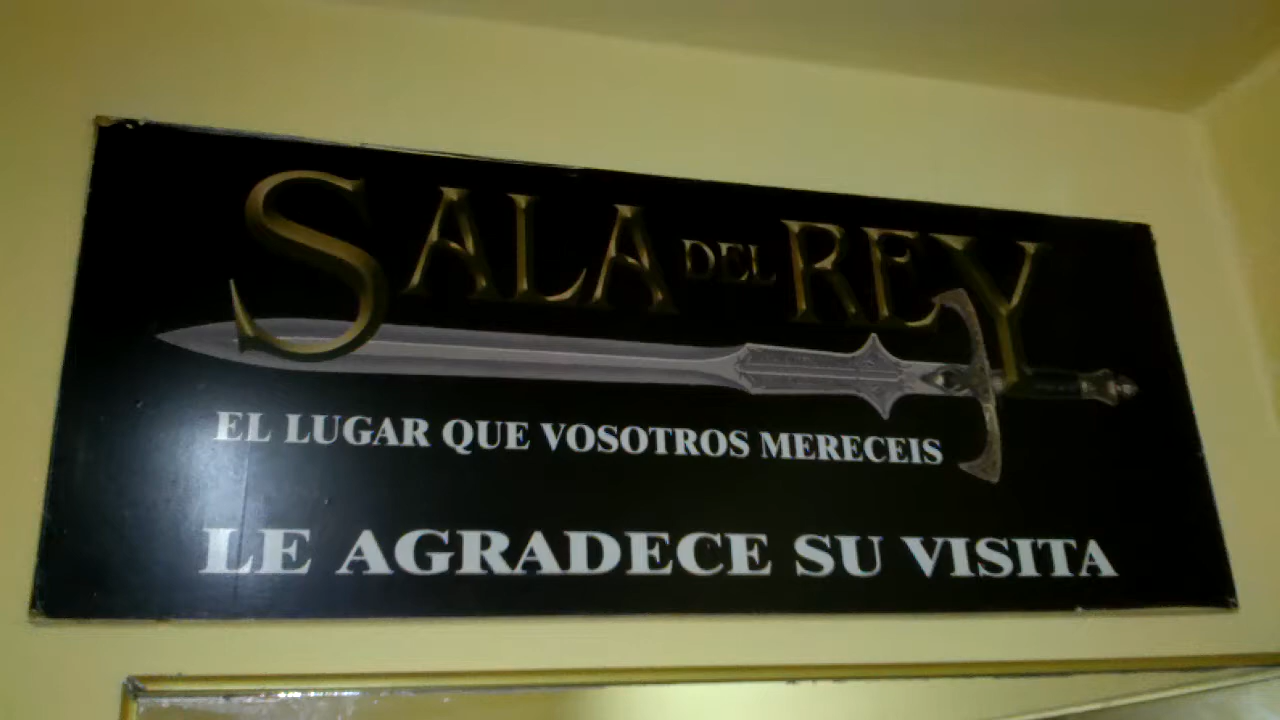 SALA DEL REY
EL LUGAR QUE VOSOTROS MERECEIS
LE AGRADECE SU VISITA